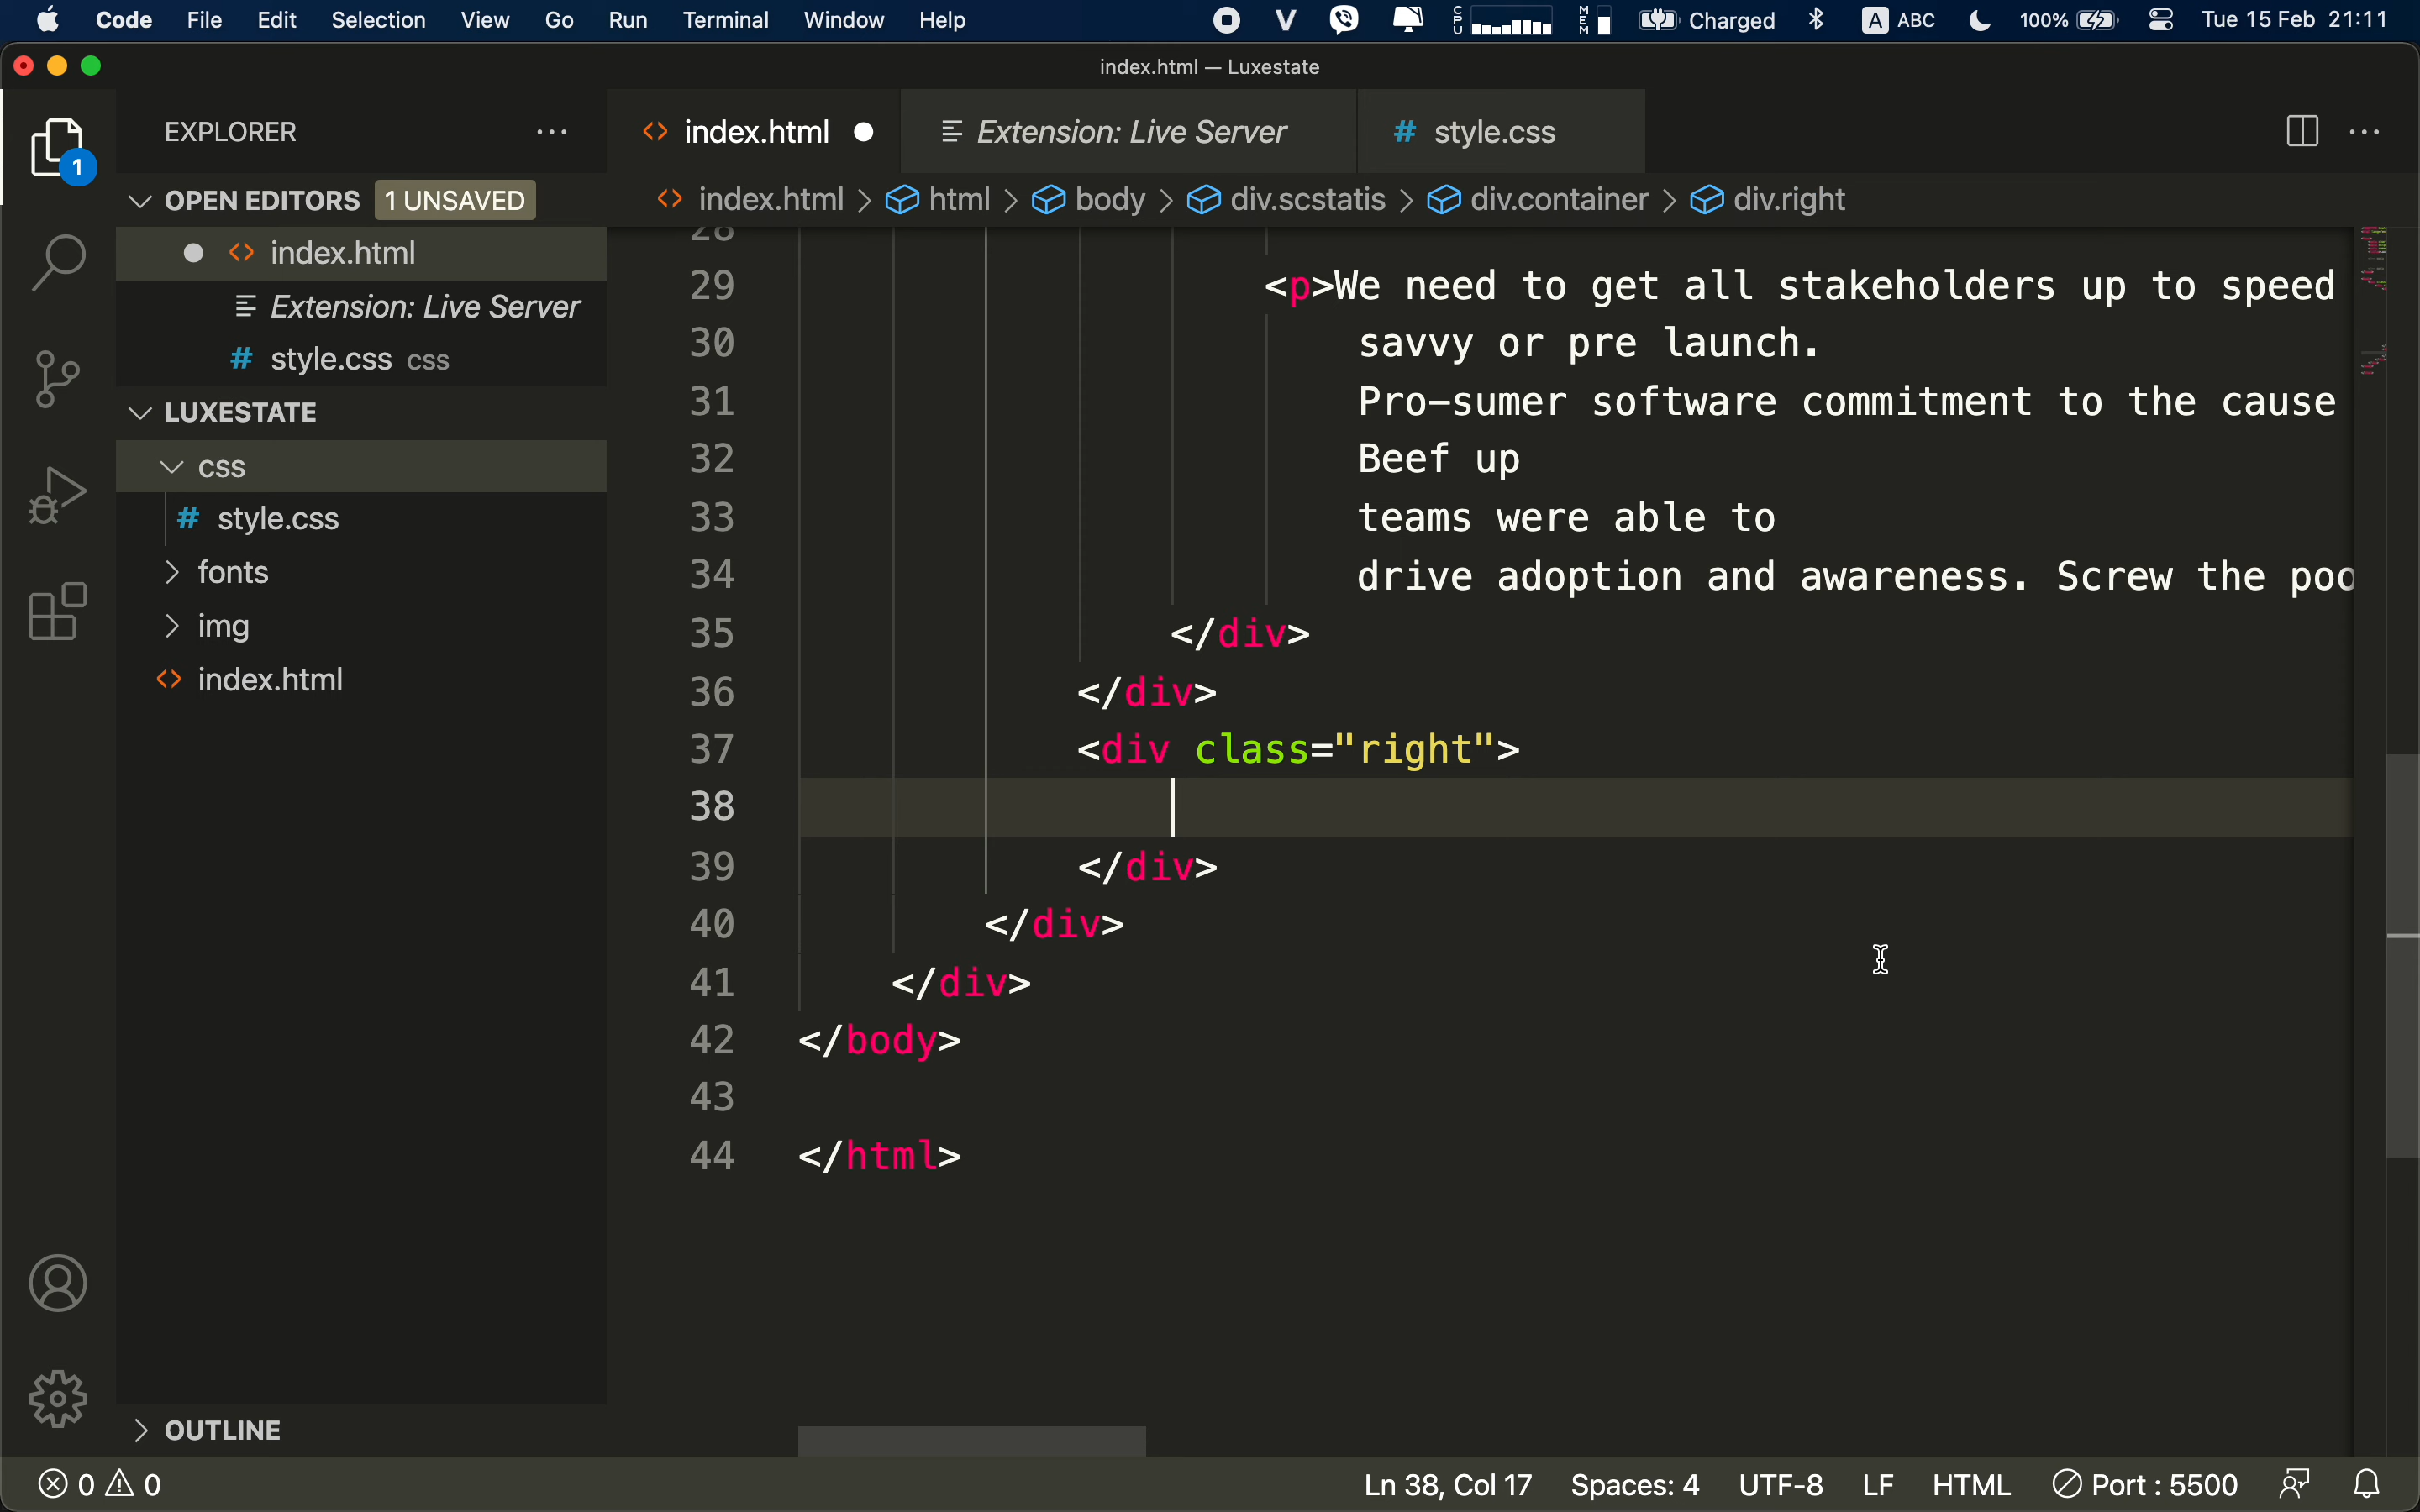 Code File Edit Selection View Go Run Terminal Window Help CPU MEM Charged A ABC 100% Tue 15 Feb 21:11
index.html — Luxestate
EXPLORER
index.html
Extension: Live Server
# style.css
1
OPEN EDITORS 1 UNSAVED
index.html > html > body > div.scstatis > div.container > div.right
index.html
Extension: Live Server
# style.css css
LUXESTATE
css
# style.css
fonts
img
index.html
28
29 <p>We need to get all stakeholders up to speed
30 savvy or pre launch.
31 Pro-sumer software commitment to the cause
32 Beef up
33 teams were able to
34 drive adoption and awareness. Screw the poo
35 </div>
36 </div>
37 <div class="right">
38
39 </div>
40 </div>
41 </div>
42 </body>
43
44 </html>
OUTLINE
0 0 Ln 38, Col 17 Spaces: 4 UTF-8 LF HTML Port : 5500